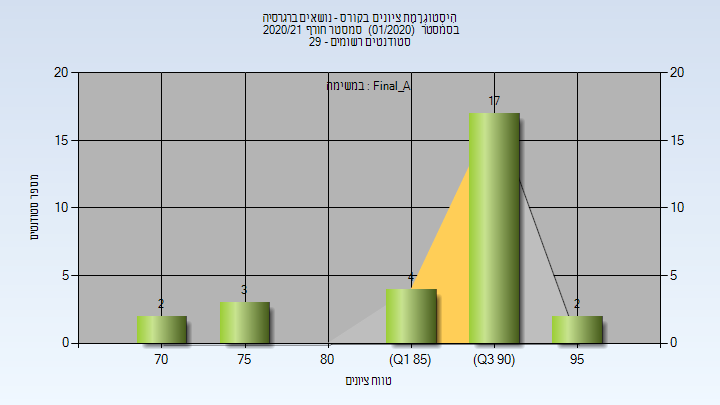 היסטוגרמת ציונים בקורס - נושאים ברגרסיה
בסמסטר (01/2020) סמסטר חורף 2020/21
סטודנטים רשומים - 29
במשימה : Final_A
20
15
10
5
0
20
15
10
5
0
מספר סטודנטים
2
3
4
17
2
70
75
80
(Q1 85)
(Q3 90)
95
טווח ציונים